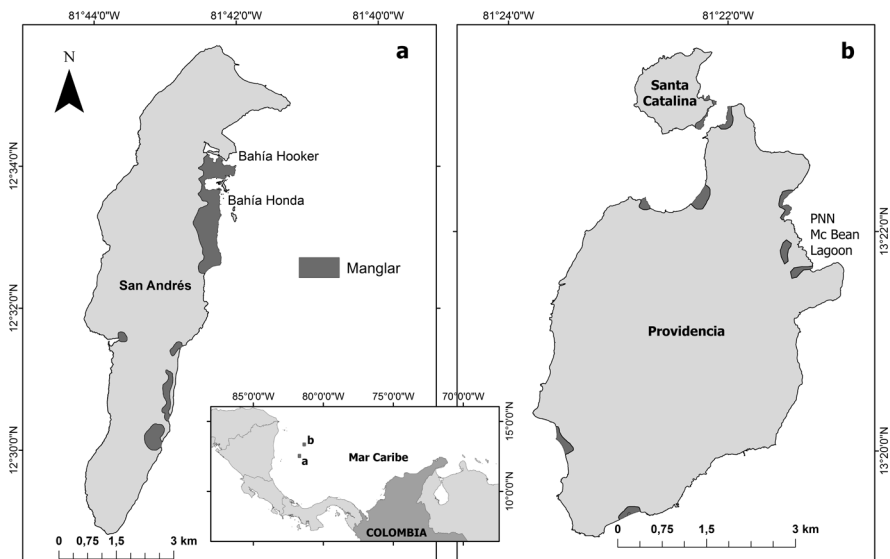 81°44'0"W
81°42'0"W
81°40'0"W
81°24'0"W
81°22'0"W
N
a
b
Santa
Catalina
12°34'0"N
Bahía Hooker
Bahía Honda
PNN
Mc Bean
Lagoon
13°22'0"N
Manglar
San Andrés
12°32'0"N
Providencia
85°0'0"W
80°0'0"W
75°0'0"W
70°0'0"W
15°0'0"N
b
Mar Caribe
a
10°0'0"N
12°30'0"N
13°20'0"N
COLOMBIA
0 0,75 1,5 3 km
0 0,75 1,5 3 km